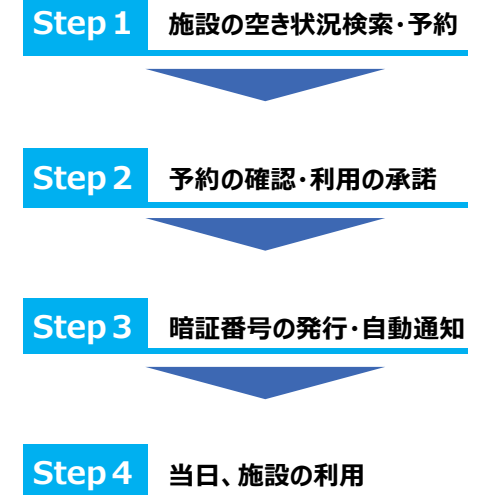 Step 1 施設の空き状況検索･予約
Step 2 予約の確認･利用の承諾
Step 3 暗証番号の発行･自動通知
Step 4 当日、施設の利用